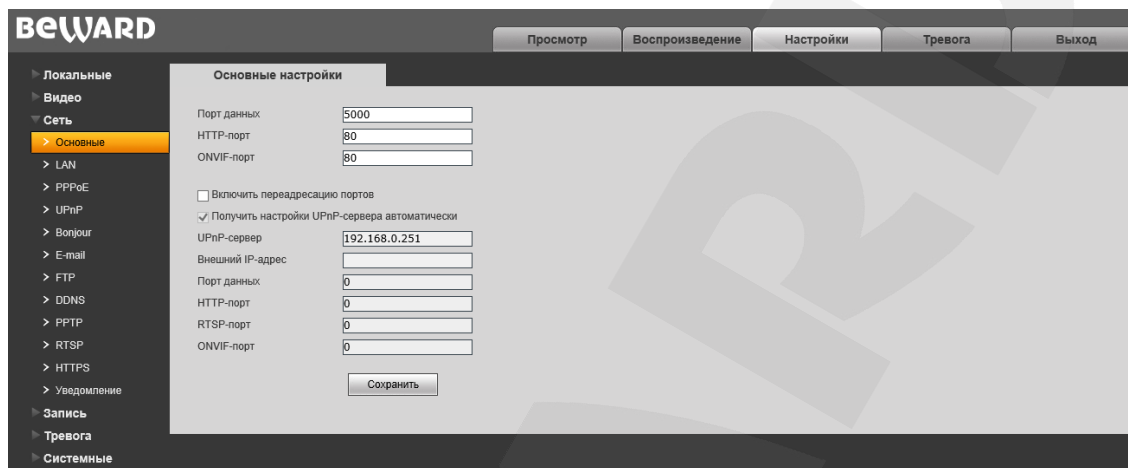 BEWARD
Просмотр
Воспроизведение
Настройки
Тревога
Выход
Локальные
Видео
Сеть
Основные
LAN
PPPoE
UPnP
Bonjour
E-mail
FTP
DDNS
PPTP
RTSP
HTTPS
Уведомление
Запись
Тревога
Системные
Основные настройки
Порт данных 5000
HTTP-порт 80
ONVIF-порт 80
Включить переадресацию портов
Получить настройки UPnP-сервера автоматически
UPnP-сервер 192.168.0.251
Внешний IP-адрес
Порт данных 0
HTTP-порт 0
RTSP-порт 0
ONVIF-порт 0
Сохранить